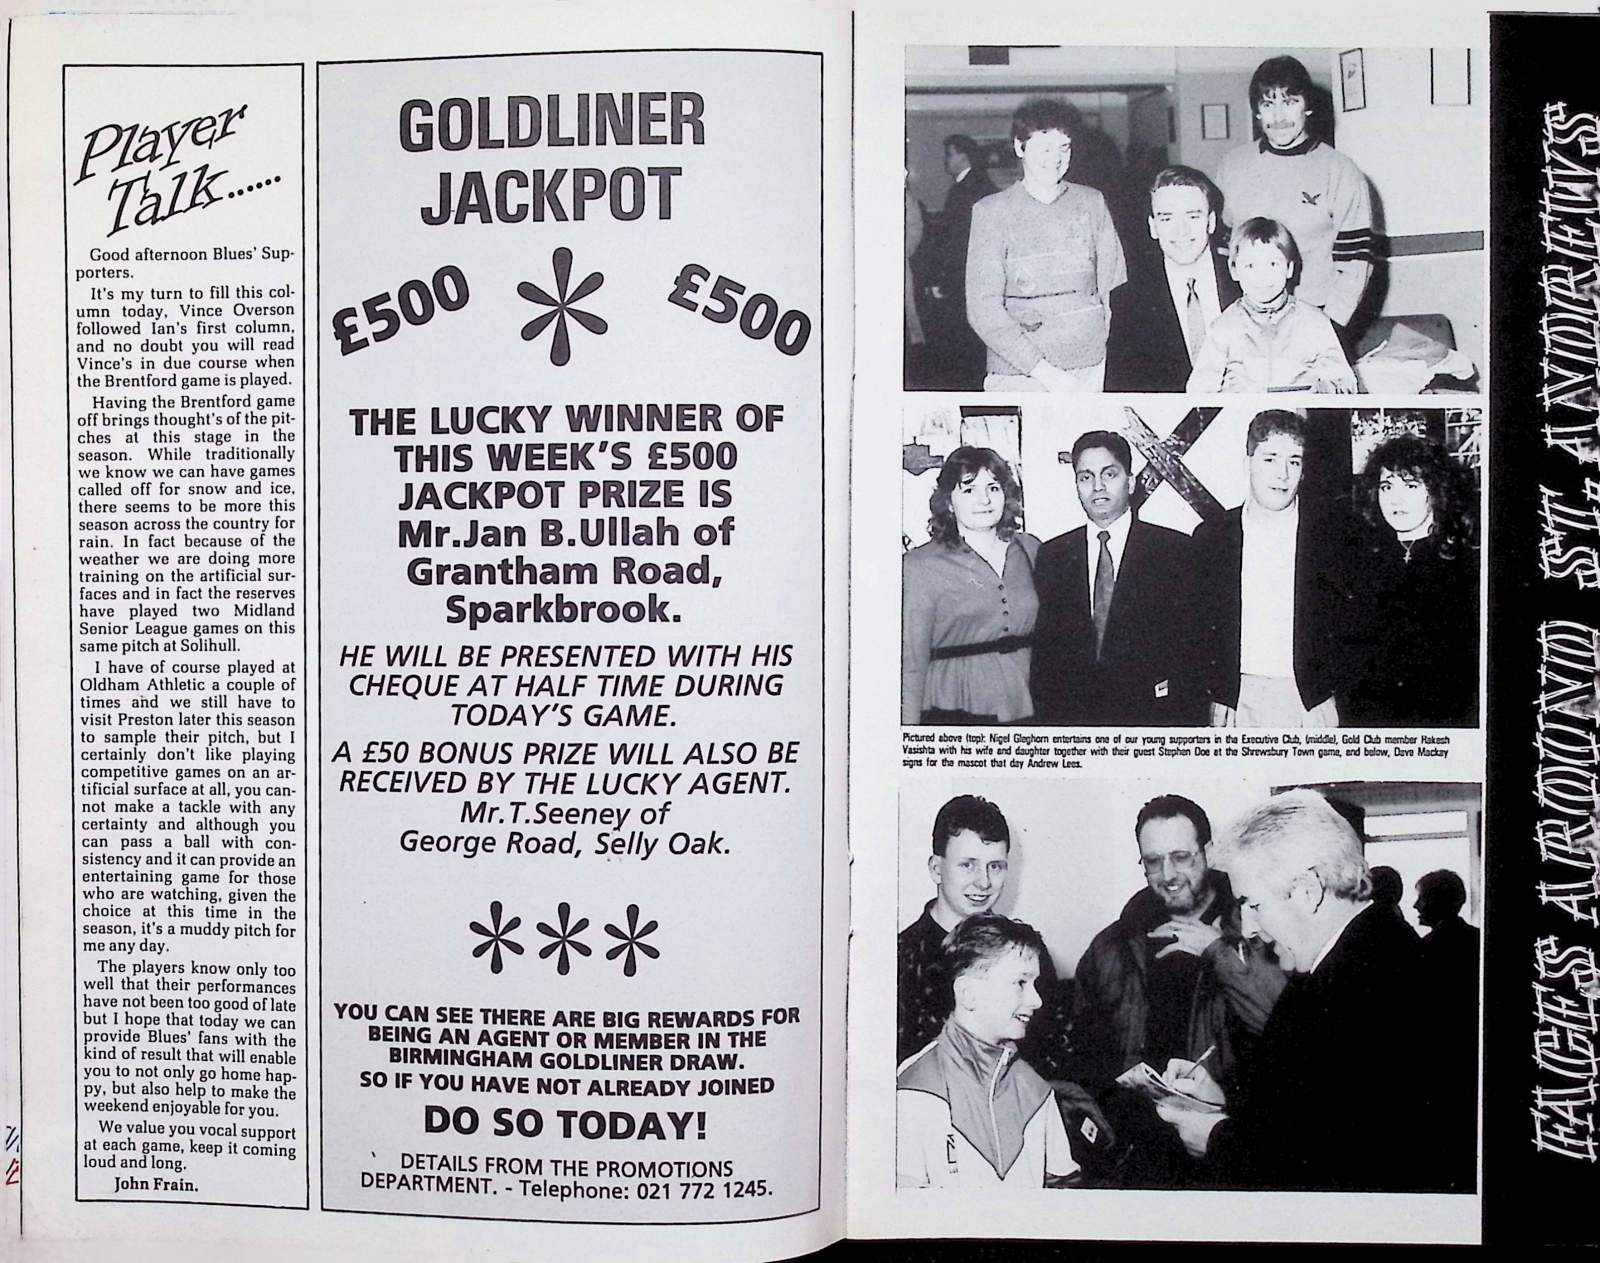 Player
Talk......
Good afternoon Blues' Sup-
porters.
It's my turn to fill this col-
umn today, Vince Overson
followed Ian's first column,
and no doubt you will read
Vince's in due course when
the Brentford game is played.
Having the Brentford game
off brings thought's of the pit-
ches at this stage in the
season. While traditionally
we know we can have games
called off for snow and ice,
there seems to be more this
season across the country for
rain. In fact because of the
weather we are doing more
training on the artificial sur-
faces and in fact the reserves
have played two Midland
Senior League games on this
same pitch at Solihull.
I have of course played at
Oldham Athletic a couple of
times and we still have to
visit Preston later this season
to sample their pitch, but I
certainly don't like playing
competitive games on an ar-
tificial surface at all, you can-
not make a tackle with any
certainty and although you
can pass a ball with con-
sistency and it can provide an
entertaining game for those
who are watching, given the
choice at this time in the
season, it's a muddy pitch for
me any day.
The players know only too
well that their performances
have not been too good of late
but I hope that today we can
provide Blues' fans with the
kind of result that will enable
you to not only go home hap-
py, but also help to make the
weekend enjoyable for you.
We value you vocal support
at each game, keep it coming
loud and long.
John Frain.
GOLDLINER
JACKPOT
£500 * £500
THE LUCKY WINNER OF
THIS WEEK'S £500
JACKPOT PRIZE IS
Mr.Jan B.Ullah of
Grantham Road,
Sparkbrook.
HE WILL BE PRESENTED WITH HIS
CHEQUE AT HALF TIME DURING
TODAY'S GAME.
A £50 BONUS PRIZE WILL ALSO BE
RECEIVED BY THE LUCKY AGENT.
Mr.T.Seeney of
George Road, Selly Oak.
***
YOU CAN SEE THERE ARE BIG REWARDS FOR
BEING AN AGENT OR MEMBER IN THE
BIRMINGHAM GOLDLINER DRAW.
SO IF YOU HAVE NOT ALREADY JOINED
DO SO TODAY!
DETAILS FROM THE PROMOTIONS
DEPARTMENT. - Telephone: 021 772 1245.
Pictured above (top): Nigel Gleghorn entertains one of our young supporters in the Executive Club, (middle), Gold Club member Rakesh
Vasishta with his wife and daughter together with their guest Stephen Doe at the Shrewsbury Town game, and below, Dave Mackay
signs for the mascot that day Andrew Lees.
FACES AROUND ST. ANDREWS